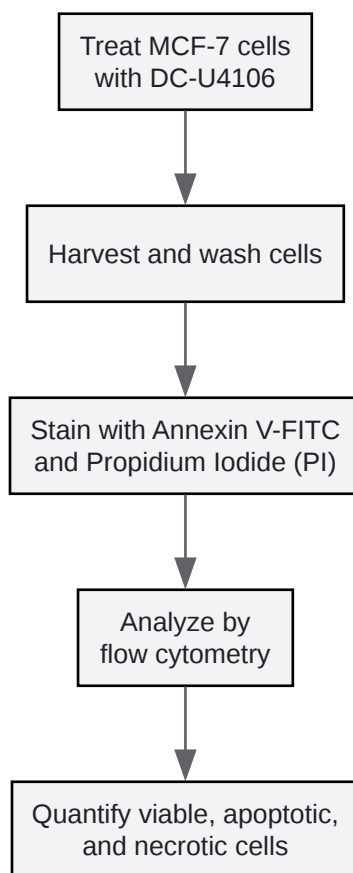 Treat MCF-7 cells
with DC-U4106
Harvest and wash cells
Stain with Annexin V-FITC
and Propidium Iodide (PI)
Analyze by
flow cytometry
Quantify viable, apoptotic,
and necrotic cells